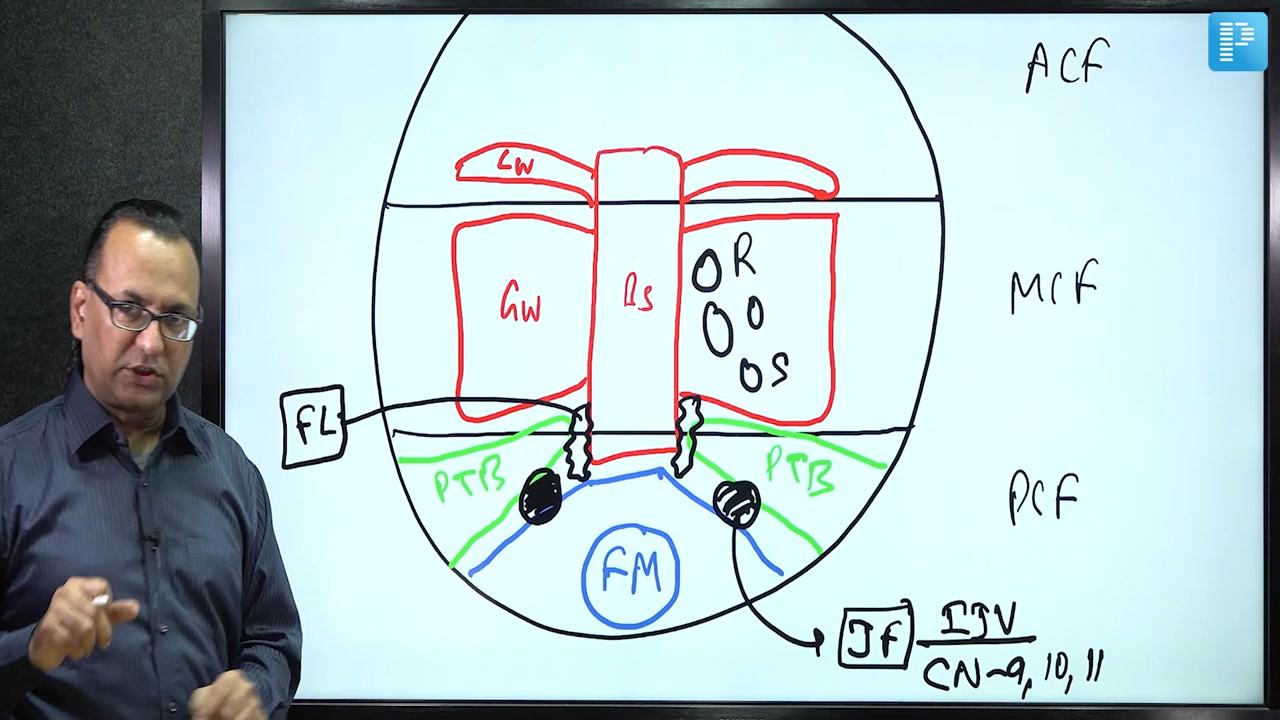 P
ACF
LW
R
GW
BS
O
MCF
S
FL
PTB
PTB
PCF
FM
JF
IJV
CN-9, 10, 11